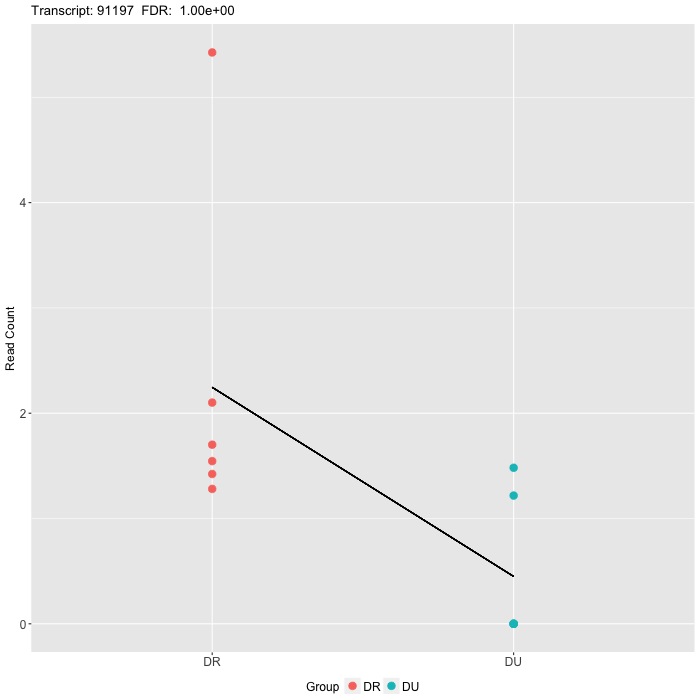 Transcript: 91197  FDR:  1.00e+00
Read Count
4
2
0
DR
DU
Group DR DU